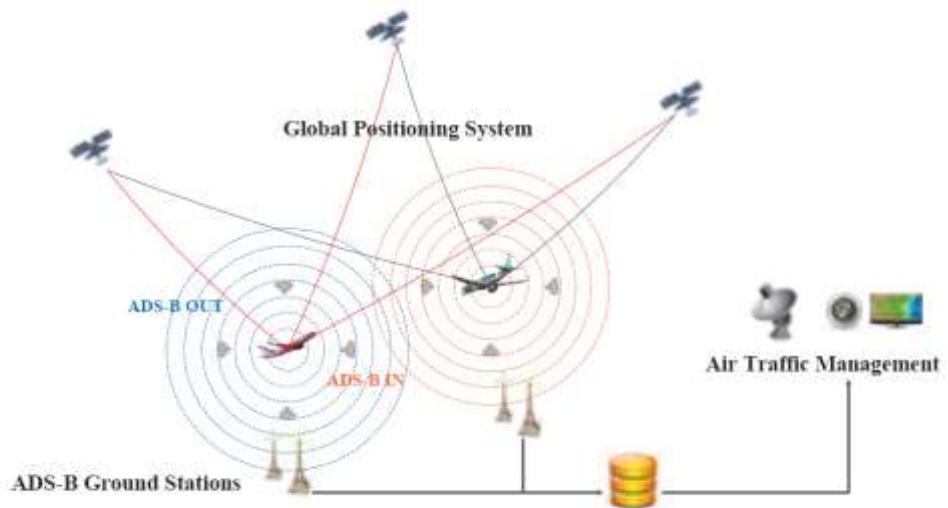 Global Positioning System
ADS-B OUT
ADS-B IN
Air Traffic Management
ADS-B Ground Stations